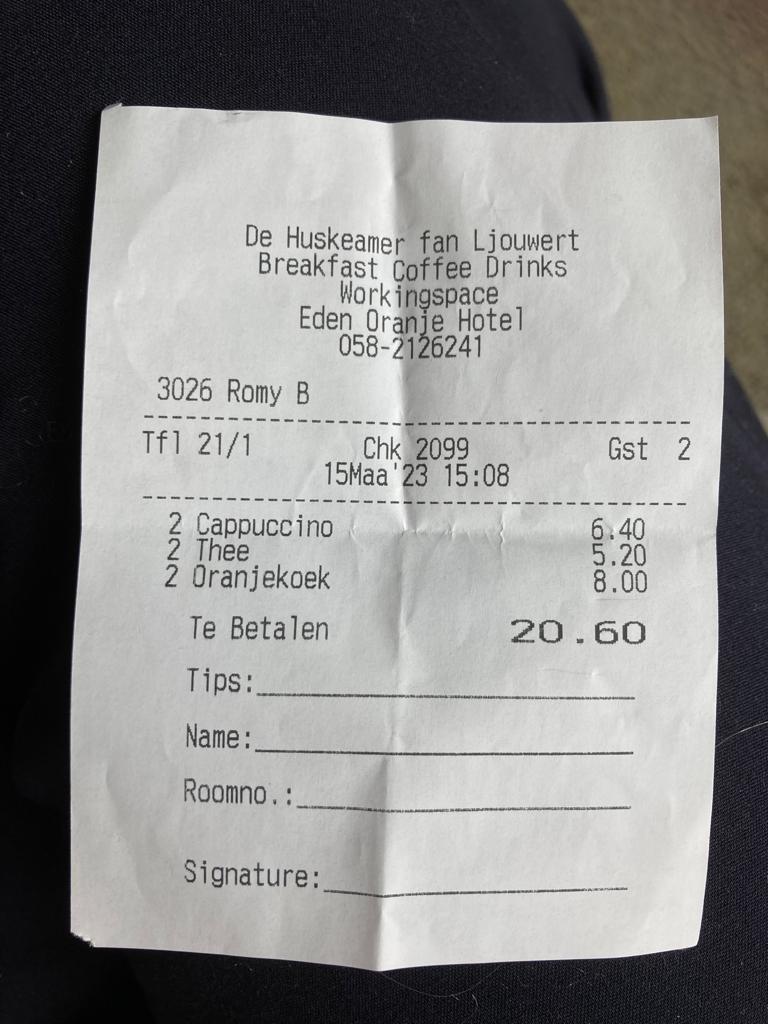 De Huskeamer fan Ljouwert
Breakfast Coffee Drinks
Workingspace
Eden Oranje Hotel
058-2126241
3026 Romy B
Tfl 21/1 Chk 2099 Gst 2
15Maa'23 15:08
2 Cappuccino 6.40
2 Thee 5.20
2 Oranjekoek 8.00
Te Betalen 20.60
Tips:
Name:
Roomno.:
Signature: